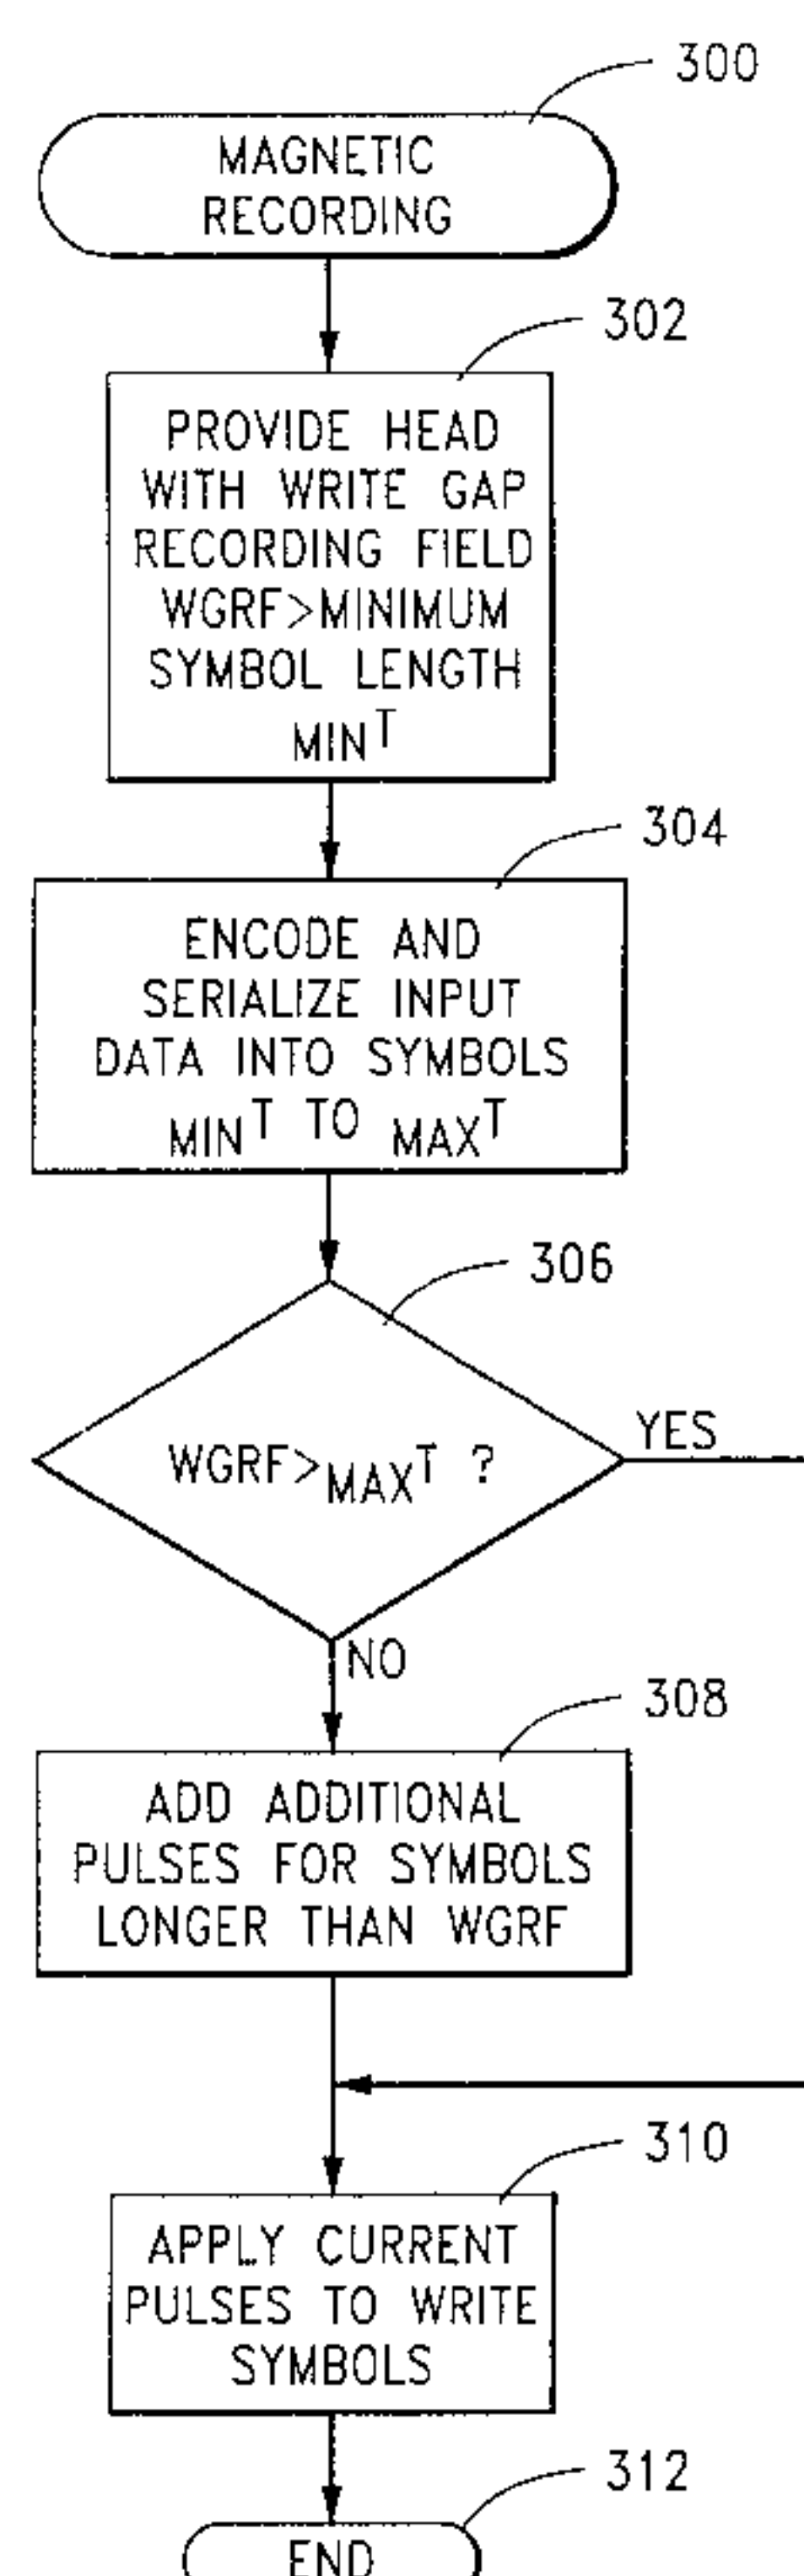 300
MAGNETIC
RECORDING
302
PROVIDE HEAD
WITH WRITE GAP
RECORDING FIELD
WGRF>MINIMUM
SYMBOL LENGTH
MINT
304
ENCODE AND
SERIALIZE INPUT
DATA INTO SYMBOLS
MINT TO MAXT
306
WGRF>MAXT ?
YES
NO
308
ADD ADDITIONAL
PULSES FOR SYMBOLS
LONGER THAN WGRF
310
APPLY CURRENT
PULSES TO WRITE
SYMBOLS
312
END